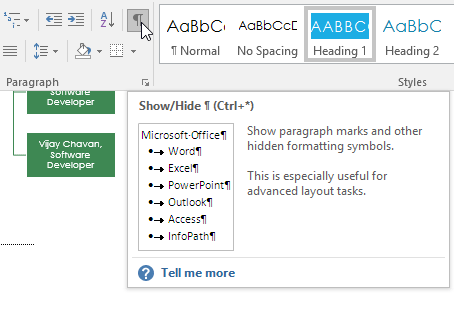 A
Z
¶
AaBbC AaBbCcD AABBC AaBbC
¶ Normal No Spacing Heading 1 Heading 2
Paragraph Styles
Software
Developer
Vijay Chavan,
Software
Developer
Show/Hide ¶ (Ctrl+*)
Microsoft·Office¶
Word¶
Excel¶
PowerPoint¶
Outlook¶
Access¶
InfoPath¶
Show paragraph marks and other
hidden formatting symbols.
This is especially useful for
advanced layout tasks.
? Tell me more